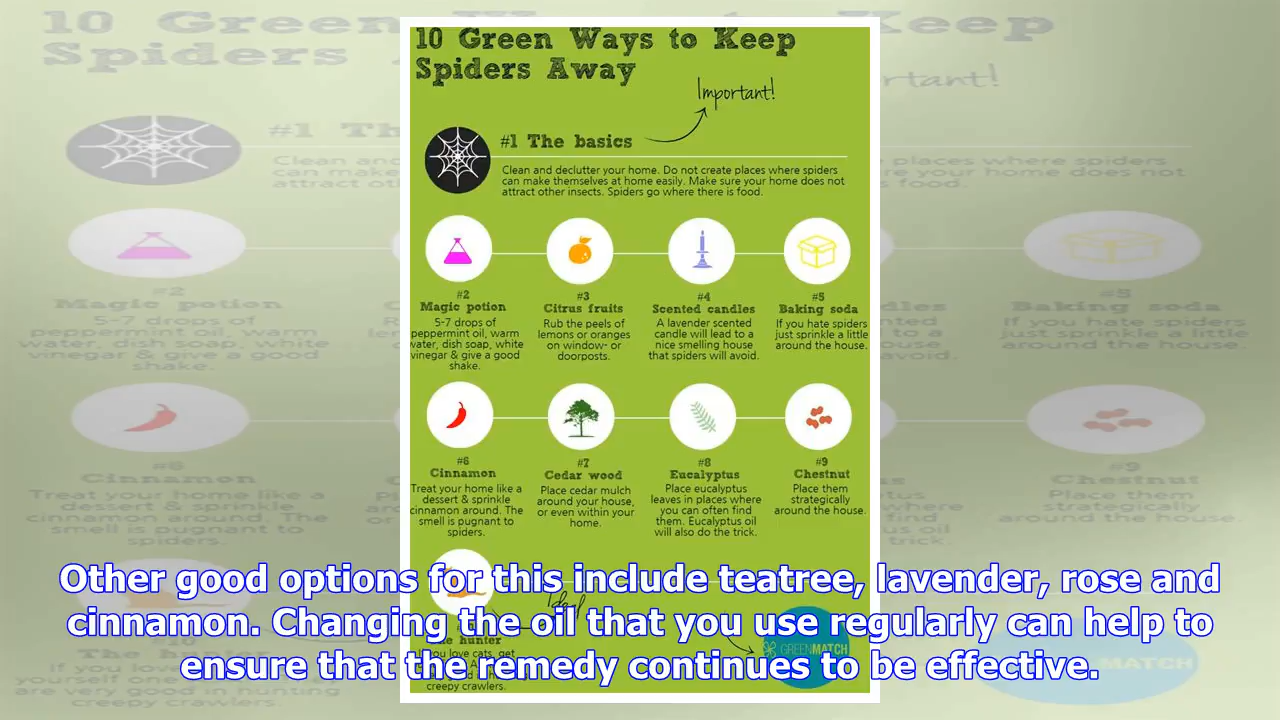 10 Green Ways to Keep
Spiders Away
Important!
#1 The basics
Clean and declutter your home. Do not create places where spiders
can make themselves at home easily. Make sure your home does not
attract other insects. Spiders go where there is food.
#2
Magic potion
5-7 drops of
peppermint oil, warm
water, dish soap, white
vinegar & give a good
shake.
#3
Citrus fruits
Rub the peels of
lemons or oranges
on window- or
doorposts.
#4
Scented candles
A lavender scented
candle will lead to a
nice smelling house
that spiders will avoid.
#5
Baking soda
If you hate spiders
just sprinkle a little
around the house.
#6
Cinnamon
Treat your home like a
dessert & sprinkle
cinnamon around. The
smell is pugnant to
spiders.
#7
Cedar wood
Place cedar mulch
around your house,
or even within your
home.
#8
Eucalyptus
Place eucalyptus
leaves in places where
you can often find
them. Eucalyptus oil
will also do the trick.
#9
Chestnut
Place them
strategically
around the house.
hunter
you love cats, get
creepy crawlers.
GREENMATCH
Other good options for this include teatree, lavender, rose and
cinnamon. Changing the oil that you use regularly can help to
ensure that the remedy continues to be effective.